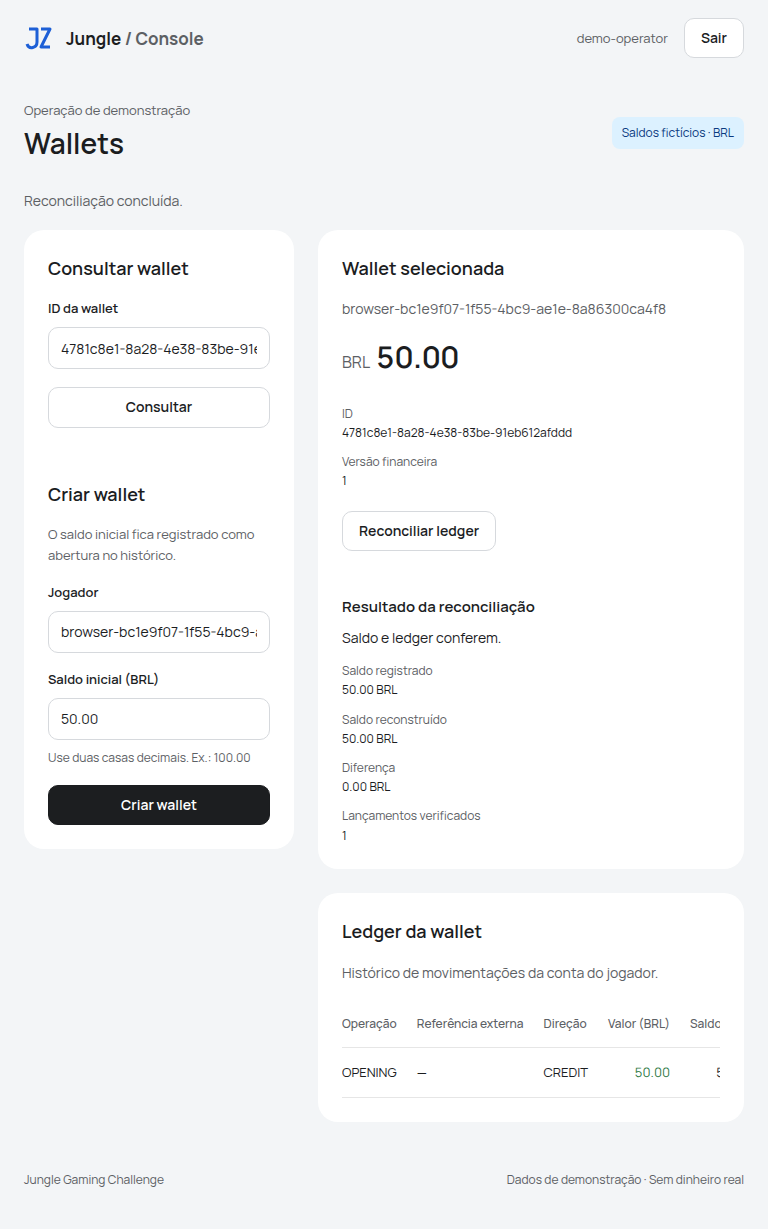 JZ Jungle / Console
demo-operator
Sair
Operação de demonstração
Wallets
Saldos fictícios · BRL
Reconciliação concluída.
Consultar wallet
ID da wallet
4781c8e1-8a28-4e38-83be-91e
Consultar
Criar wallet
O saldo inicial fica registrado como
abertura no histórico.
Jogador
browser-bc1e9f07-1f55-4bc9-a
Saldo inicial (BRL)
50.00
Use duas casas decimais. Ex.: 100.00
Criar wallet
Wallet selecionada
browser-bc1e9f07-1f55-4bc9-ae1e-8a86300ca4f8
BRL 50.00
ID
4781c8e1-8a28-4e38-83be-91eb612afddd
Versão financeira
1
Reconciliar ledger
Resultado da reconciliação
Saldo e ledger conferem.
Saldo registrado
50.00 BRL
Saldo reconstruído
50.00 BRL
Diferença
0.00 BRL
Lançamentos verificados
1
Ledger da wallet
Histórico de movimentações da conta do jogador.
Operação Referência externa Direção Valor (BRL) Saldo
OPENING — CREDIT 50.00 5
Jungle Gaming Challenge
Dados de demonstração · Sem dinheiro real